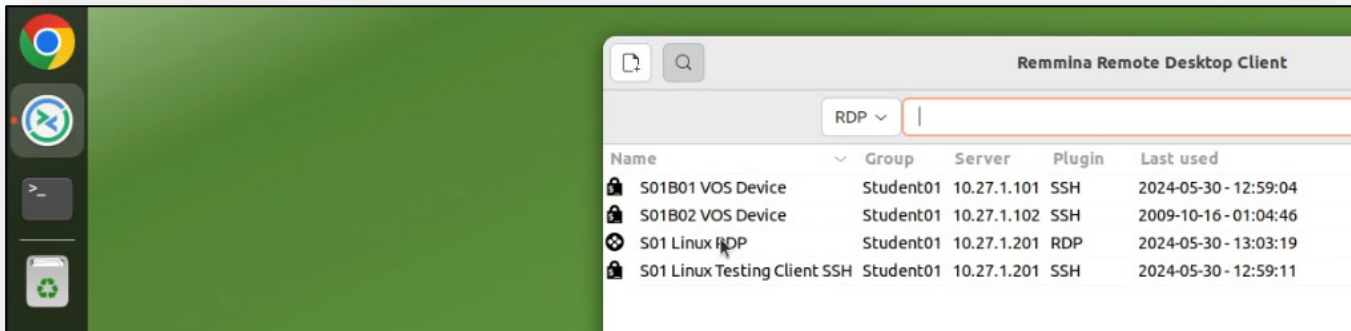 Remmina Remote Desktop Client
RDP
Name Group Server Plugin Last used
S01B01 VOS Device Student01 10.27.1.101 SSH 2024-05-30 - 12:59:04
S01B02 VOS Device Student01 10.27.1.102 SSH 2009-10-16 - 01:04:46
S01 Linux RDP Student01 10.27.1.201 RDP 2024-05-30 - 13:03:19
S01 Linux Testing Client SSH Student01 10.27.1.201 SSH 2024-05-30 - 12:59:11
>_